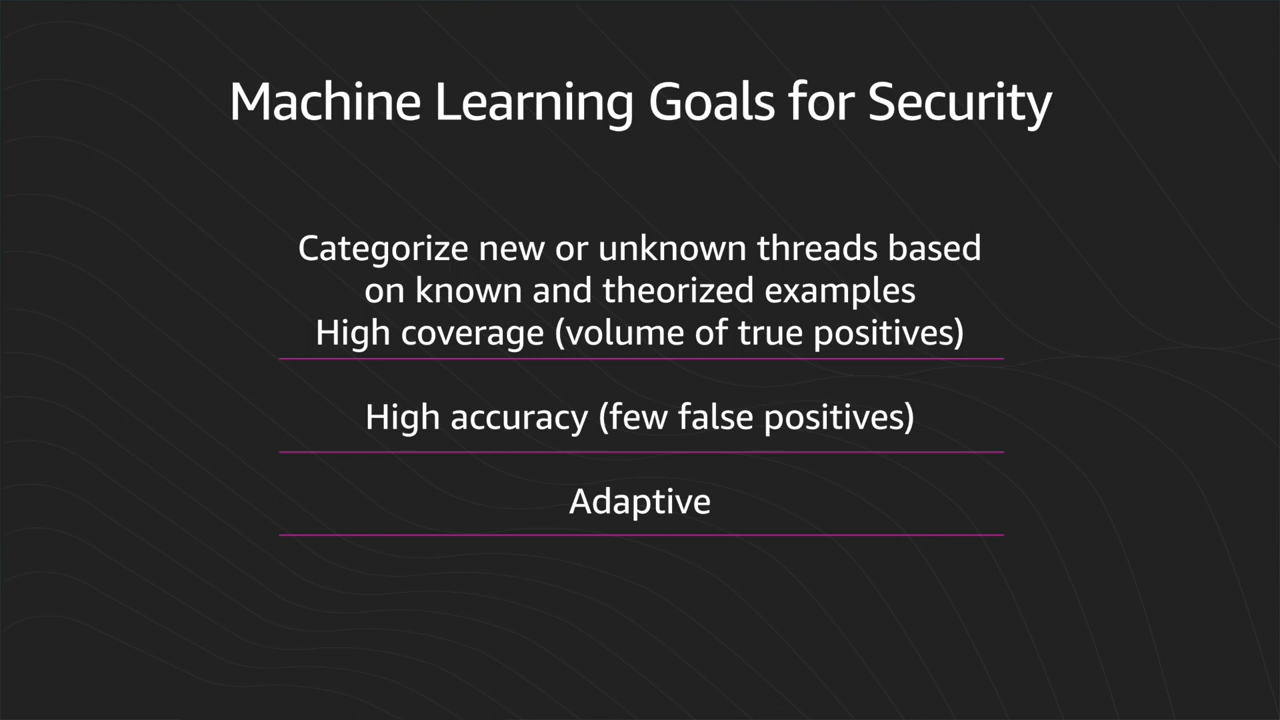 Machine Learning Goals for Security
Categorize new or unknown threads based
on known and theorized examples
High coverage (volume of true positives)
High accuracy (few false positives)
Adaptive